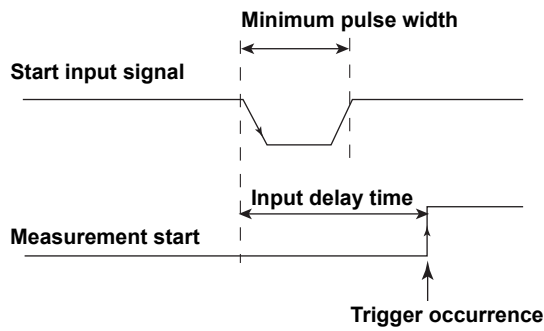 Minimum pulse width
Start input signal
Input delay time
Measurement start
Trigger occurrence